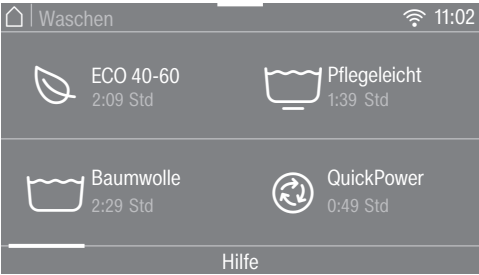 Waschen 11:02
ECO 40-60
2:09 Std
Pflegeleicht
1:39 Std
Baumwolle
2:29 Std
QuickPower
0:49 Std
Hilfe